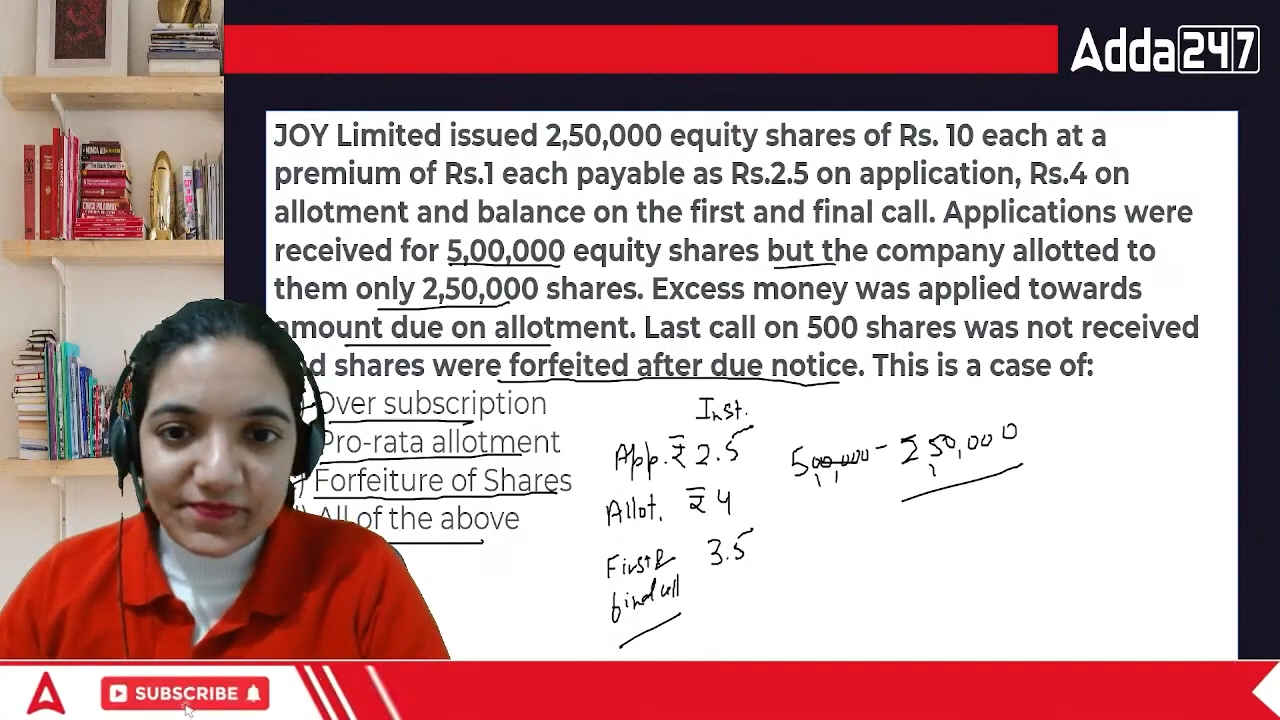 Adda247
JOY Limited issued 2,50,000 equity shares of Rs. 10 each at a
premium of Rs.1 each payable as Rs.2.5 on application, Rs.4 on
allotment and balance on the first and final call. Applications were
received for 5,00,000 equity shares but the company allotted to
them only 2,50,000 shares. Excess money was applied towards
amount due on allotment. Last call on 500 shares was not received
shares were forfeited after due notice. This is a case of:
Over subscription
Pro-rata allotment
Forfeiture of Shares
All of the above
Inst.
App. ₹ 2.5
500,000 - 250,000
Allot. ₹ 4
First & 3.5
final call
SUBSCRIBE